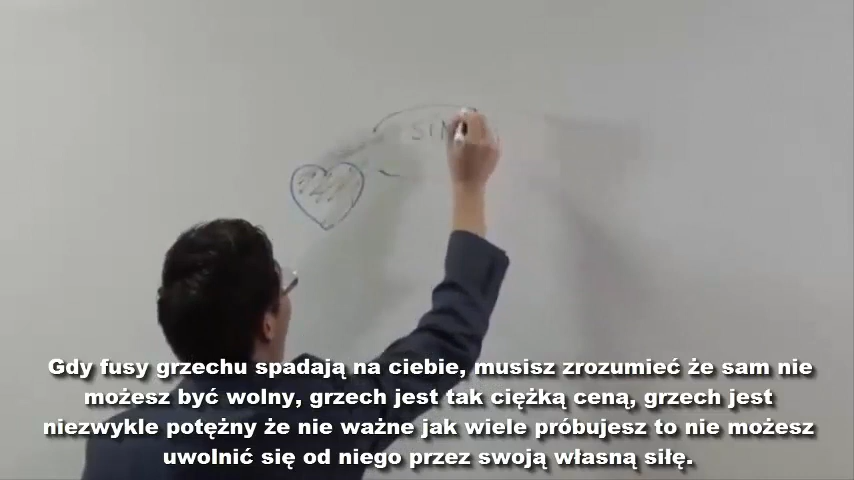 SIN
Gdy fusy grzechu spadają na ciebie, musisz zrozumieć że sam nie
możesz być wolny, grzech jest tak ciężką ceną, grzech jest
niezwykle potężny że nie ważne jak wiele próbujesz to nie możesz
uwolnić się od niego przez swoją własną siłę.